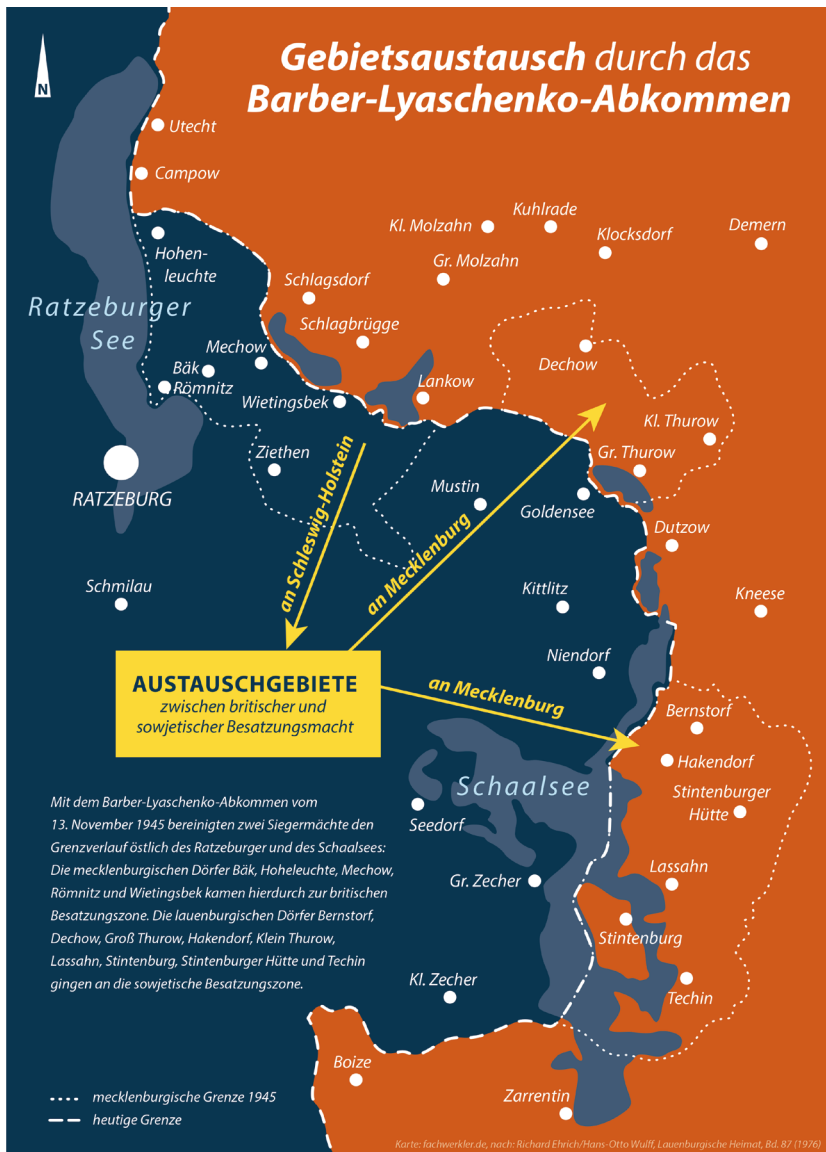 N
Gebietsaustausch durch das
Barber-Lyaschenko-Abkommen
Utecht
Campow
Hohen-
leuchte
Kl. Molzahn
Kuhlrade
Klocksdorf
Demern
Gr. Molzahn
Schlagsdorf
Schlagbrügge
Ratzeburger
See
Mechow
Bäk
Römnitz
Wietingsbek
Lankow
Dechow
Kl. Thurow
Gr. Thurow
Ziethen
RATZEBURG
Mustin
Goldensee
Dutzow
an Schleswig-Holstein
an Mecklenburg
Schmilau
Kittlitz
Kneese
Niendorf
AUSTAUSCHGEBIETE
zwischen britischer und
sowjetischer Besatzungsmacht
an Mecklenburg
Bernstorf
Hakendorf
Schaalsee
Stintenburger
Hütte
Seedorf
Lassahn
Gr. Zecher
Stintenburg
Kl. Zecher
Techin
Mit dem Barber-Lyaschenko-Abkommen vom
13. November 1945 bereinigten zwei Siegermächte den
Grenzverlauf östlich des Ratzeburger und des Schaalsees:
Die mecklenburgischen Dörfer Bäk, Hoheleuchte, Mechow,
Römnitz und Wietingsbek kamen hierdurch zur britischen
Besatzungszone. Die lauenburgischen Dörfer Bernstorf,
Dechow, Groß Thurow, Hakendorf, Klein Thurow,
Lassahn, Stintenburg, Stintenburger Hütte und Techin
gingen an die sowjetische Besatzungszone.
Boize
Zarrentin
mecklenburgische Grenze 1945
heutige Grenze
Karte: fachwerkler.de, nach: Richard Ehrich/Hans-Otto Wulff, Lauenburgische Heimat, Bd. 87 (1976)